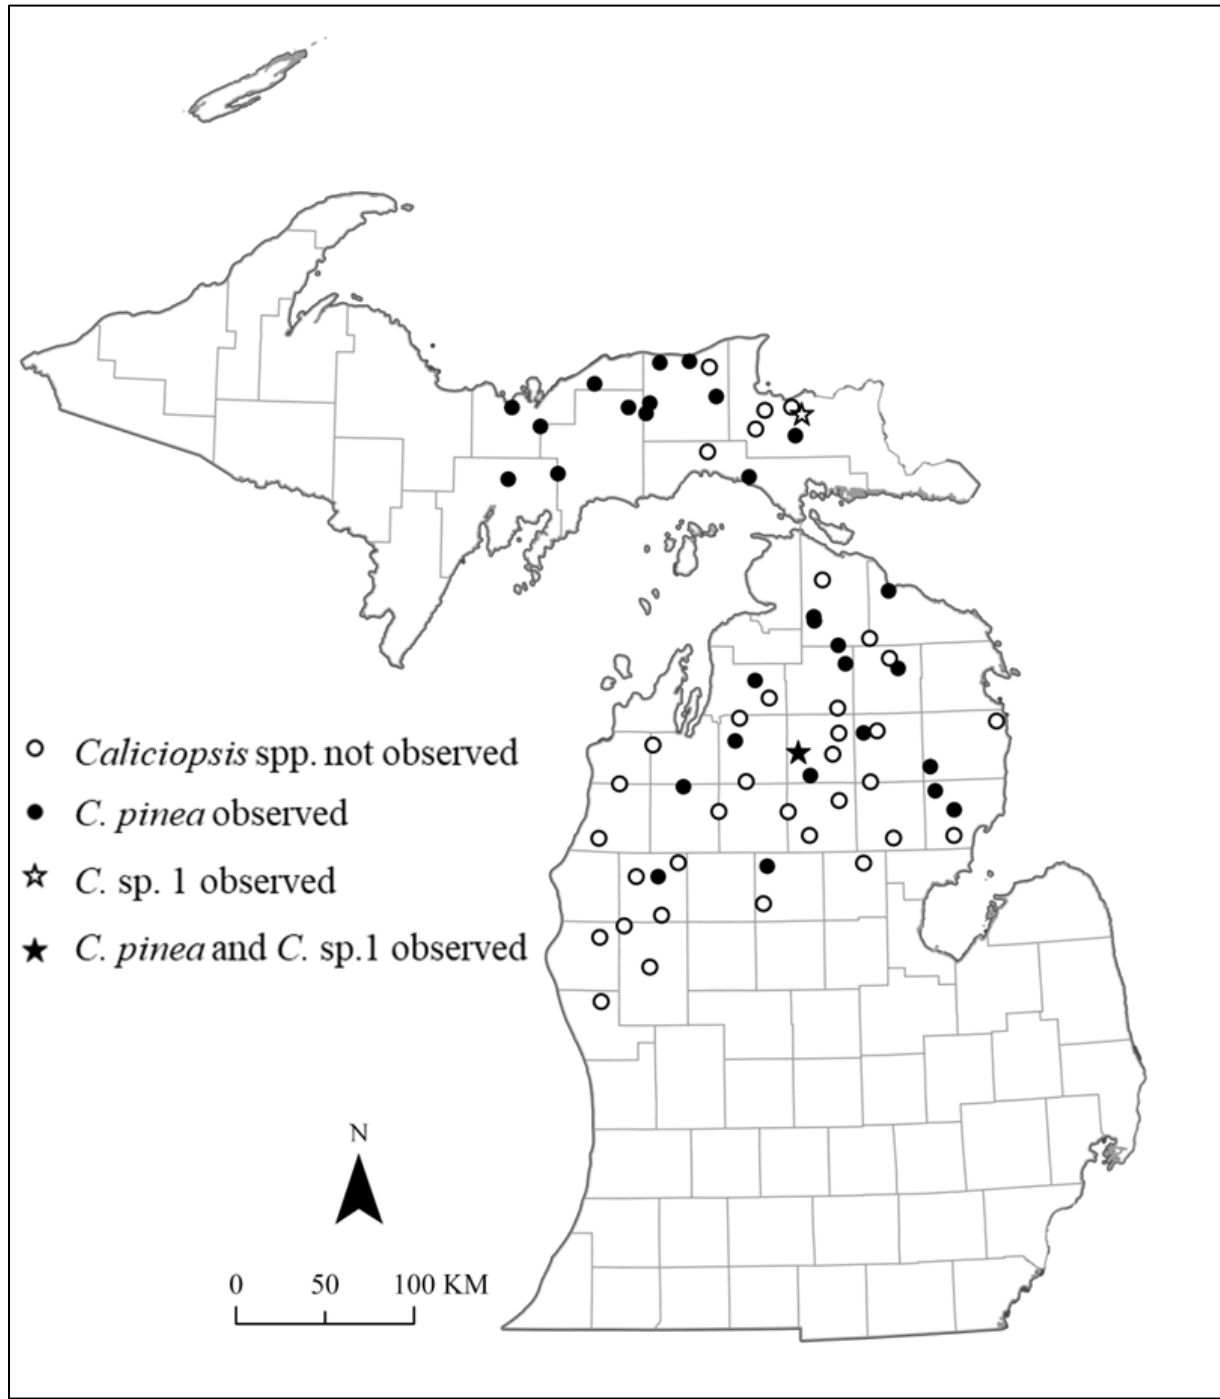 Caliciopsis spp. not observed
C. pinea observed
C. sp. 1 observed
C. pinea and C. sp.1 observed
N
0 50 100 KM